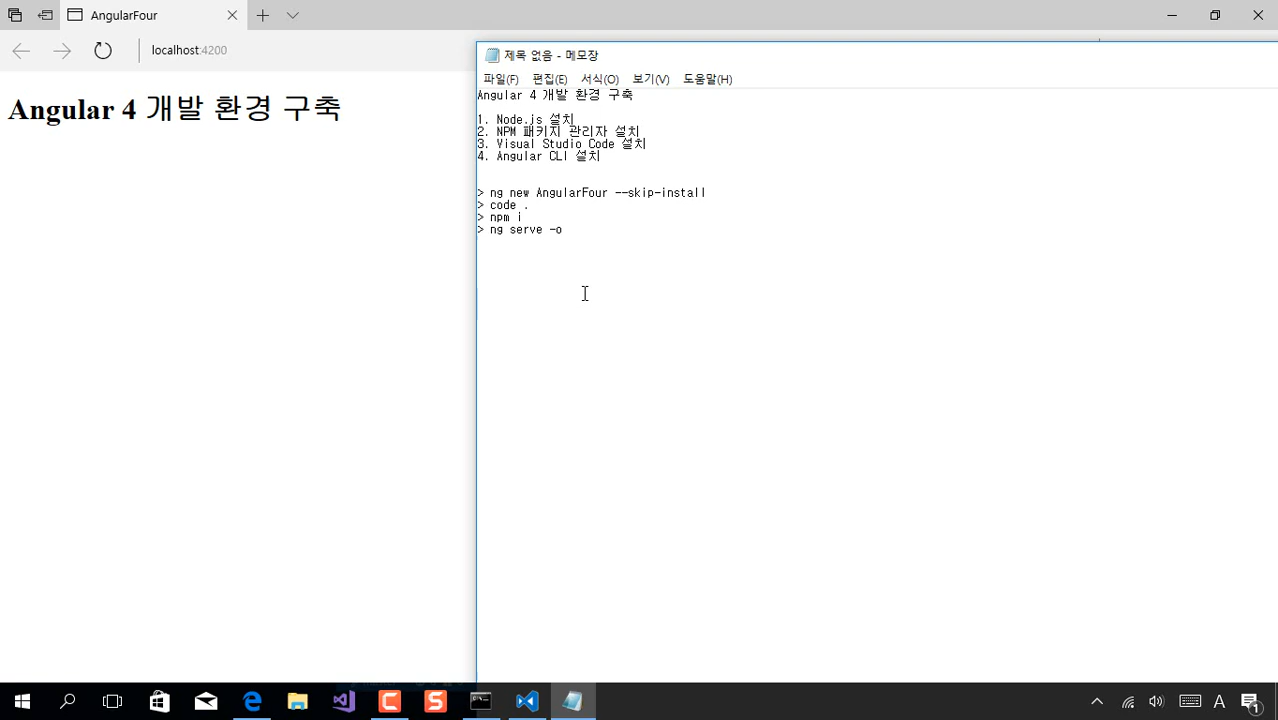 AngularFour
localhost:4200
Angular 4 개발 환경 구축
제목 없음 - 메모장
파일(F) 편집(E) 서식(O) 보기(V) 도움말(H)
Angular 4 개발 환경 구축
1. Node.js 설치
2. NPM 패키지 관리자 설치
3. Visual Studio Code 설치
4. Angular CLI 설치
> ng new AngularFour --skip-install
> code .
> npm i
> ng serve -o
A
1